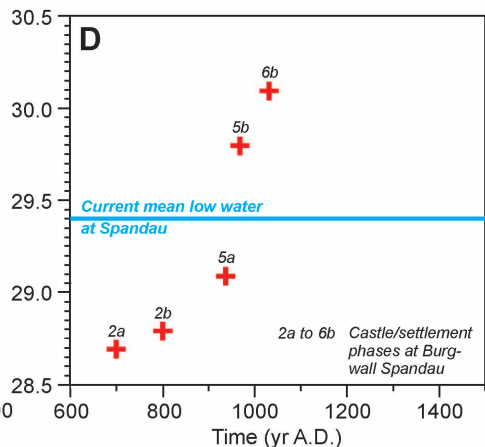 30.5
D
6b
30.0
5b
29.5
Current mean low water
at Spandau
5a
29.0
2b
2a
2a to 6b Castle/settlement
phases at Burg-
wall Spandau
28.5
00 600 800 1000 1200 1400
Time (yr A.D.)